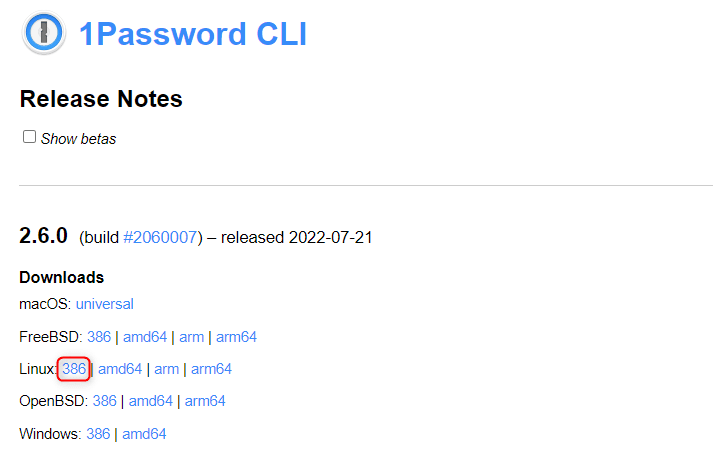 1Password CLI
Release Notes
Show betas
2.6.0 (build #2060007) – released 2022-07-21
Downloads
macOS: universal
FreeBSD: 386 | amd64 | arm | arm64
Linux: 386 | amd64 | arm | arm64
OpenBSD: 386 | amd64 | arm64
Windows: 386 | amd64